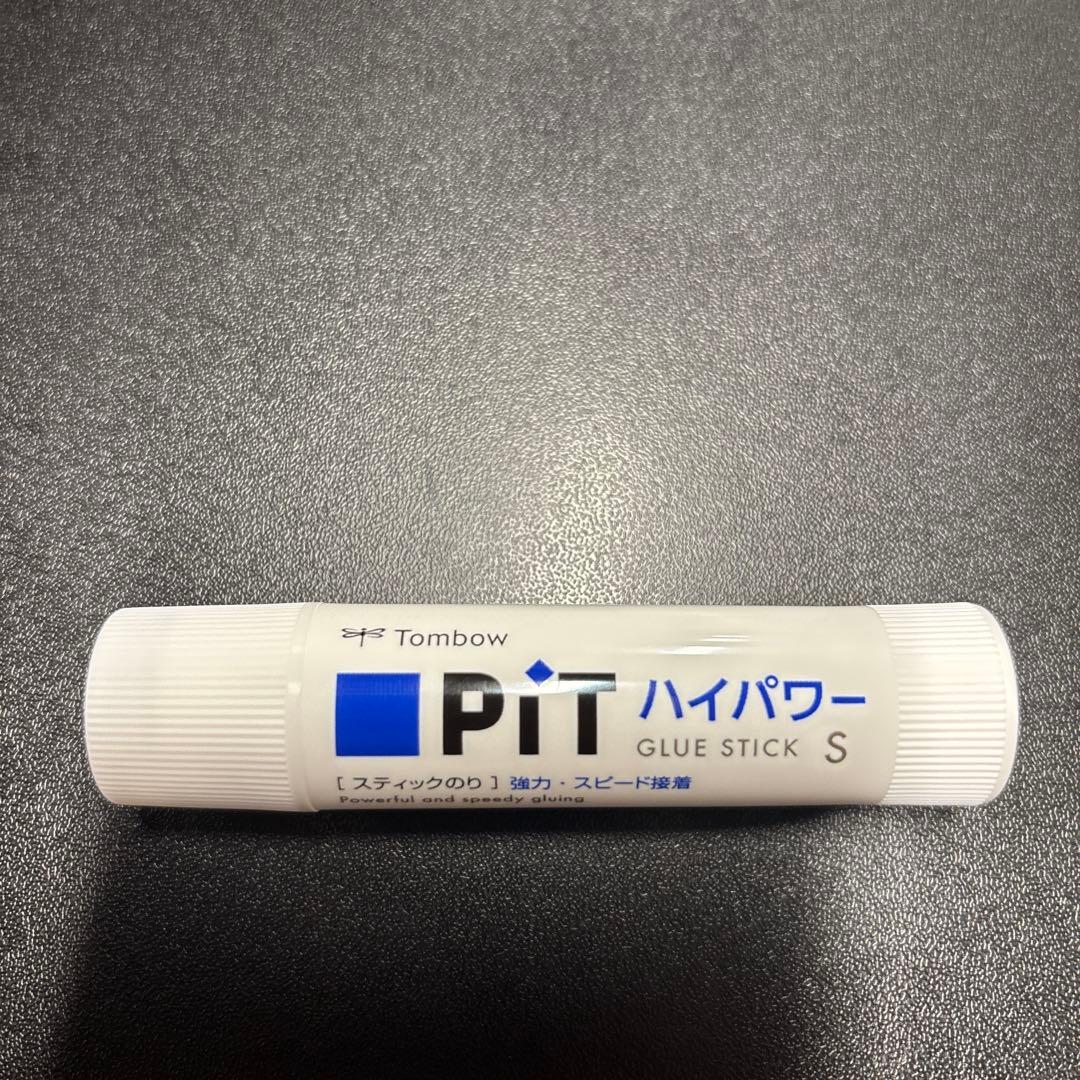 Tombow
PiT ハイパワー
GLUE STICK S
[ スティックのり ] 強力・スピード接着
Powerful and speedy gluing